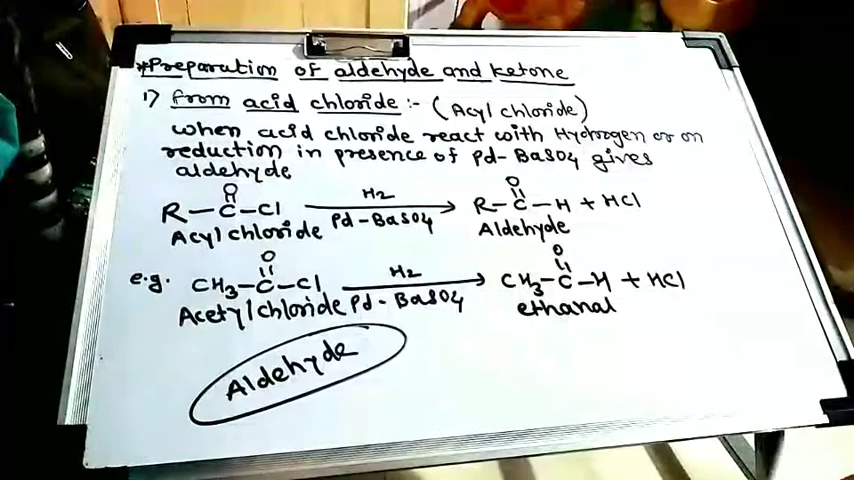 *Preparation of aldehyde and ketone
1) from acid chloride :- (Acyl chloride)
when acid chloride react with Hydrogen or on
reduction in presence of Pd-BaSO4 gives
aldehyde
O O
|| ||
R-C-Cl H2 Pd-BaSO4 R-C-H + HCl
Acyl chloride Aldehyde
O O
|| ||
e.g. CH3-C-Cl H2 Pd-BaSO4 CH3-C-H + HCl
Acetyl chloride ethanal
Aldehyde